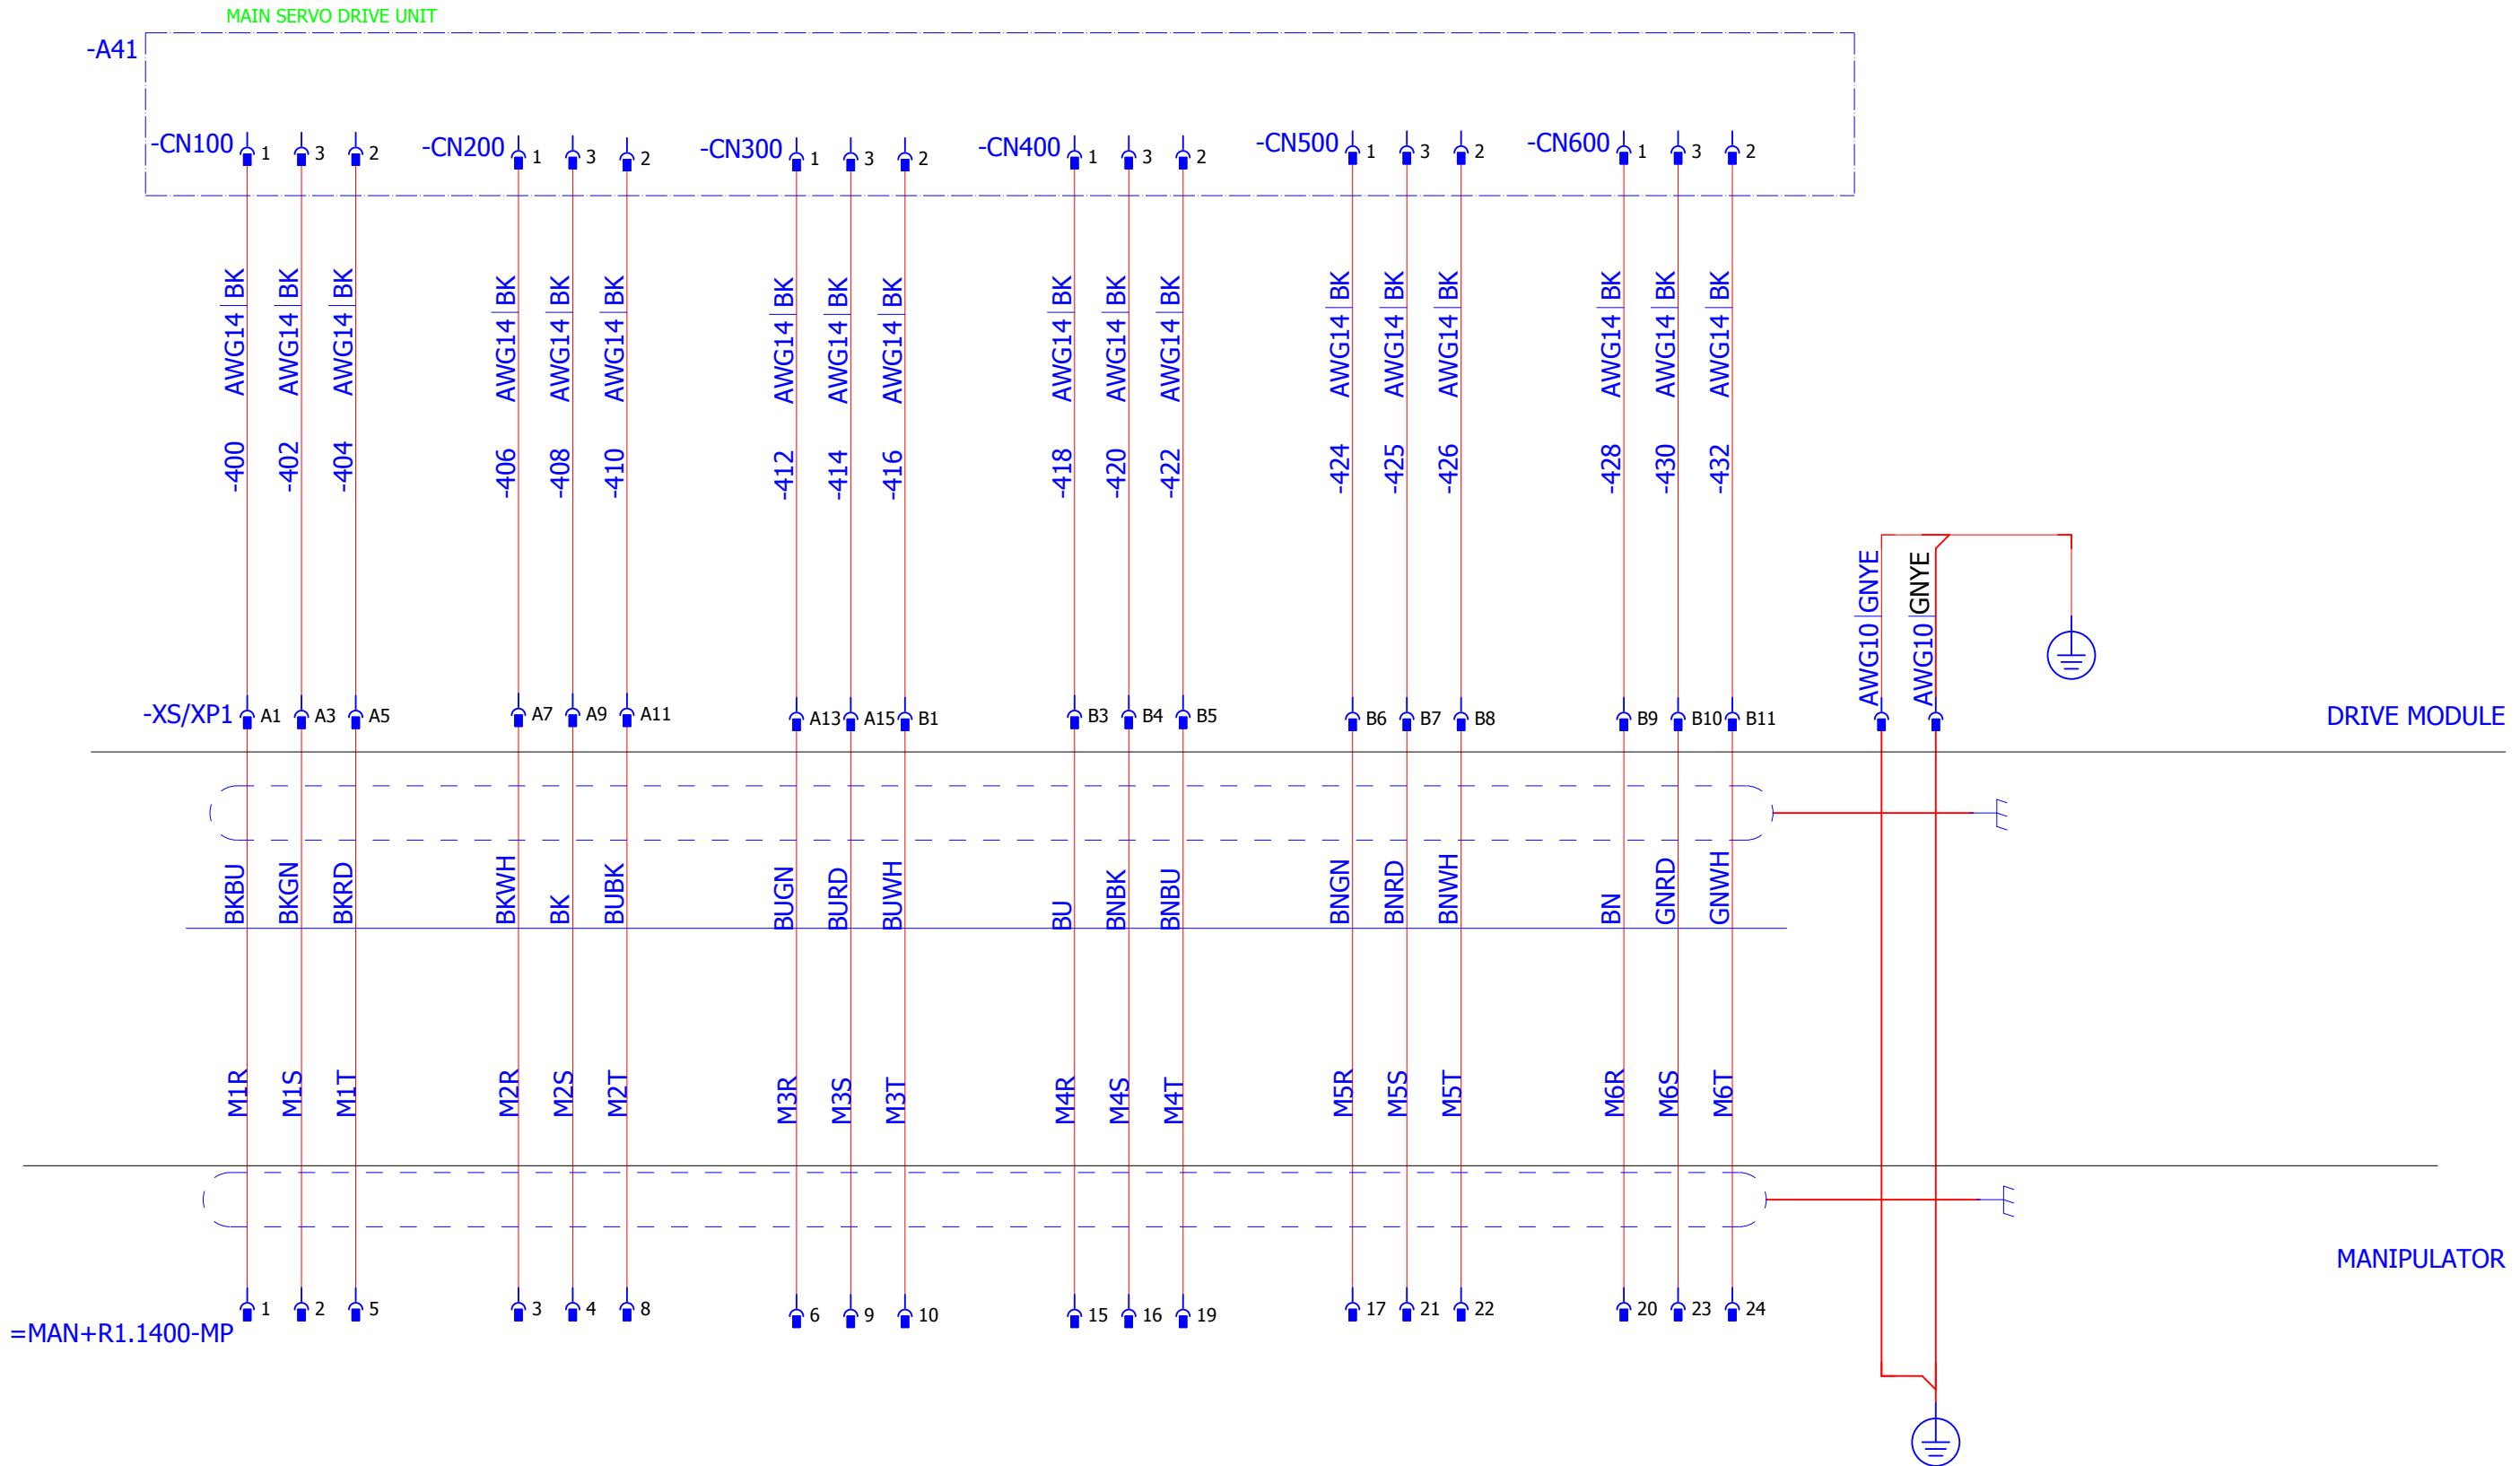 MAIN SERVO DRIVE UNIT
-A41
-CN100 1 3 2
-CN200 1 3 2
-CN300 1 3 2
-CN400 1 3 2
-CN500 1 3 2
-CN600 1 3 2
AWG14 BK AWG14 BK AWG14 BK
AWG14 BK AWG14 BK AWG14 BK
AWG14 BK AWG14 BK AWG14 BK
AWG14 BK AWG14 BK AWG14 BK
AWG14 BK AWG14 BK AWG14 BK
AWG14 BK AWG14 BK AWG14 BK
-400 -402 -404
-406 -408 -410
-412 -414 -416
-418 -420 -422
-424 -425 -426
-428 -430 -432
AWG10 GNYE
AWG10 GNYE
-XS/XP1 A1 A3 A5
A7 A9 A11
A13 A15 B1
B3 B4 B5
B6 B7 B8
B9 B10 B11
DRIVE MODULE
BKBU BKGN BKRD
BKWH BK BUBK
BUGN BURD BUWH
BU BNBK BNBU
BNGN BNRD BNWH
BN GNRD GNWH
M1R M1S M1T
M2R M2S M2T
M3R M3S M3T
M4R M4S M4T
M5R M5S M5T
M6R M6S M6T
MANIPULATOR
1 2 5
3 4 8
6 9 10
15 16 19
17 21 22
20 23 24
=MAN+R1.1400-MP